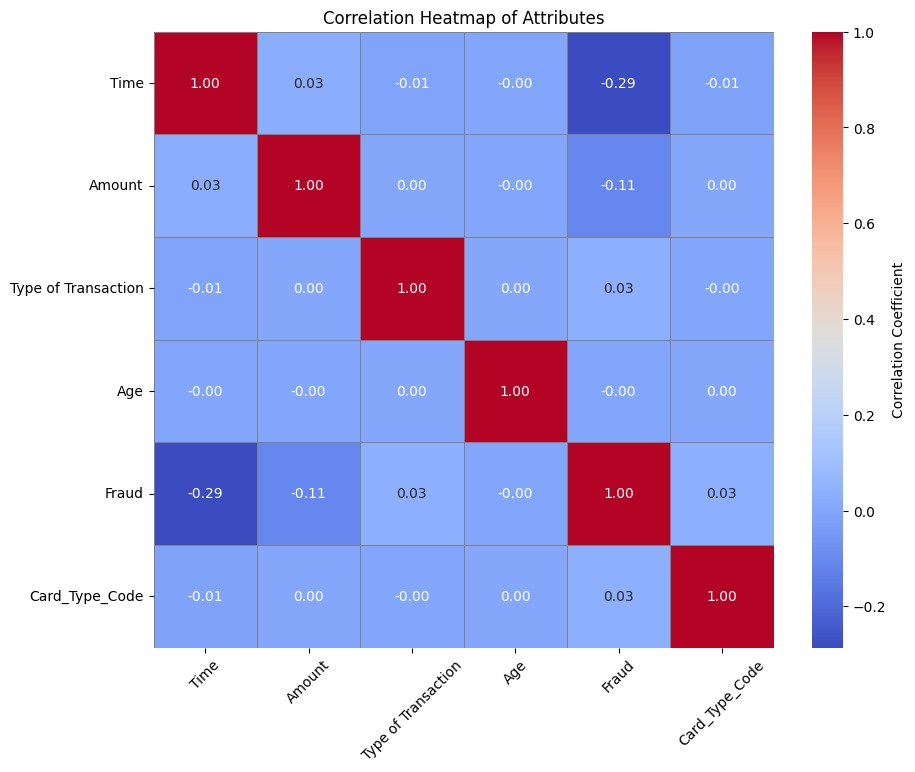 Correlation Heatmap of Attributes
Time 1.00 0.03 -0.01 -0.00 -0.29 -0.01
Amount 0.03 1.00 0.00 -0.00 -0.11 0.00
Type of Transaction -0.01 0.00 1.00 0.00 0.03 -0.00
Age -0.00 -0.00 0.00 1.00 -0.00 0.00
Fraud -0.29 -0.11 0.03 -0.00 1.00 0.03
Card_Type_Code -0.01 0.00 -0.00 0.00 0.03 1.00
Time Amount Type of Transaction Age Fraud Card_Type_Code
1.0
0.8
0.6
0.4
0.2
0.0
−0.2
Correlation Coefficient